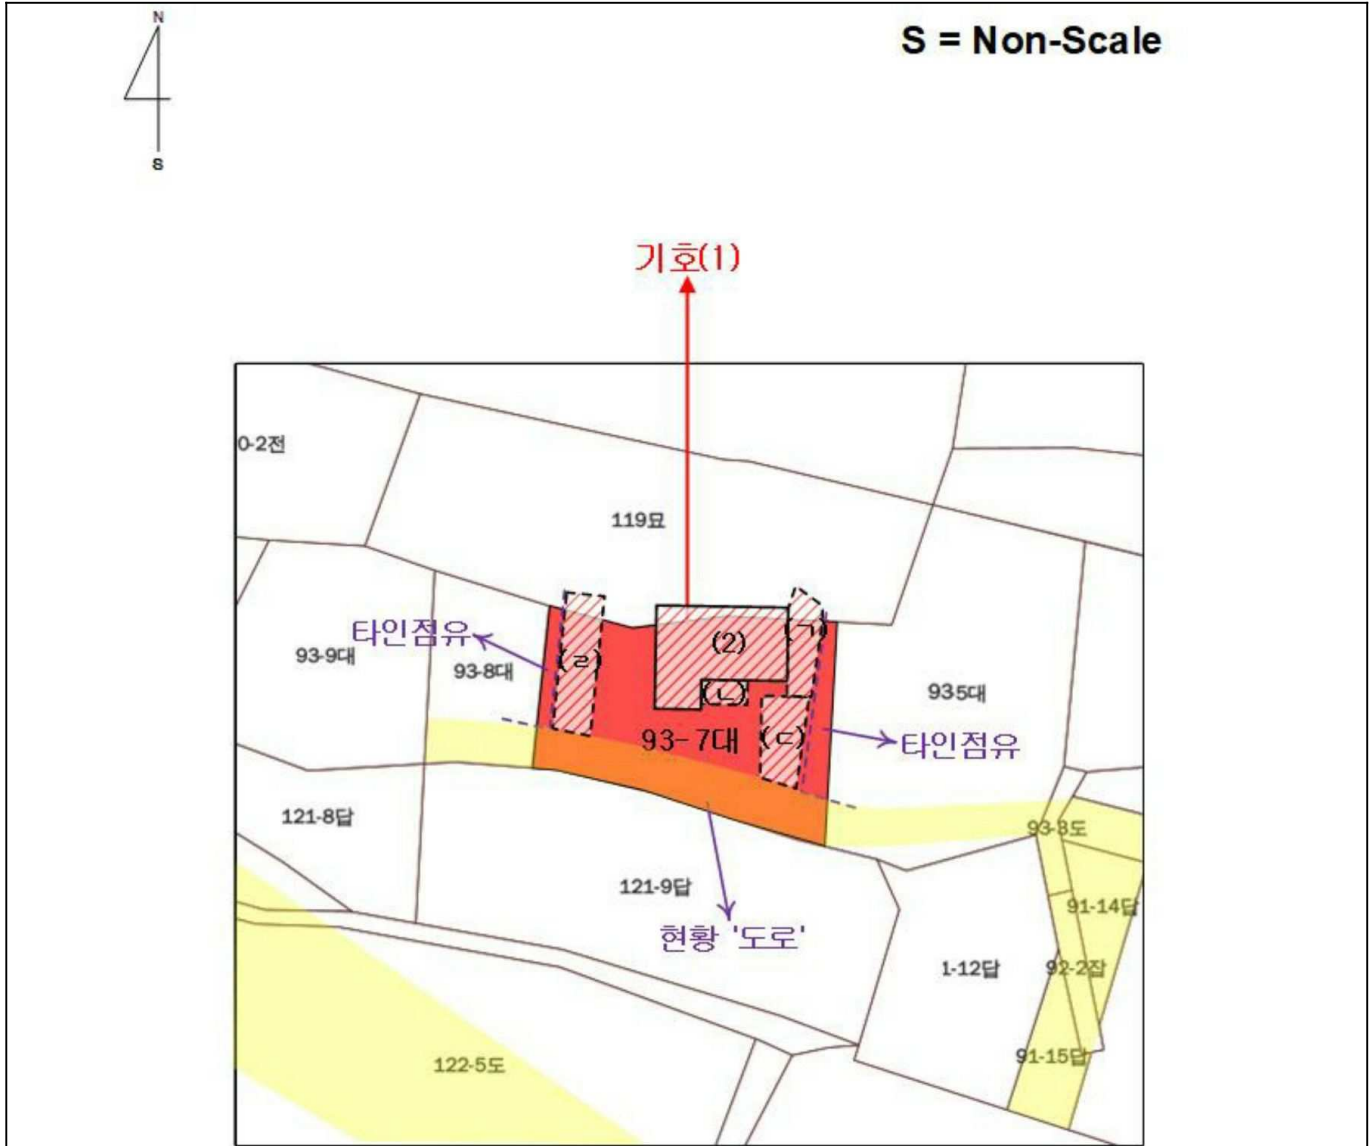 N
S = Non-Scale
S
기호(1)
0-2전
119묘
타인점유
(ㄹ)
(2)
(ㄱ)
93-9대
93-8대
(ㄴ)
935대
93-7대
(ㄷ)
타인점유
121-8답
93-3도
121-9답
91-14답
현황 '도로'
1-12답
92-2잡
122-5도
91-15답